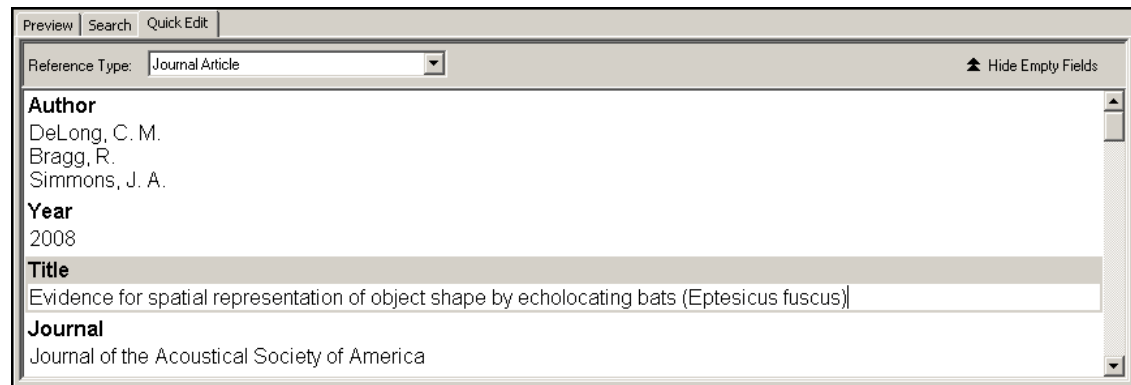 Preview Search Quick Edit
Reference Type: Journal Article Hide Empty Fields
Author
DeLong, C. M.
Bragg, R.
Simmons, J. A.
Year
2008
Title
Evidence for spatial representation of object shape by echolocating bats (Eptesicus fuscus)
Journal
Journal of the Acoustical Society of America